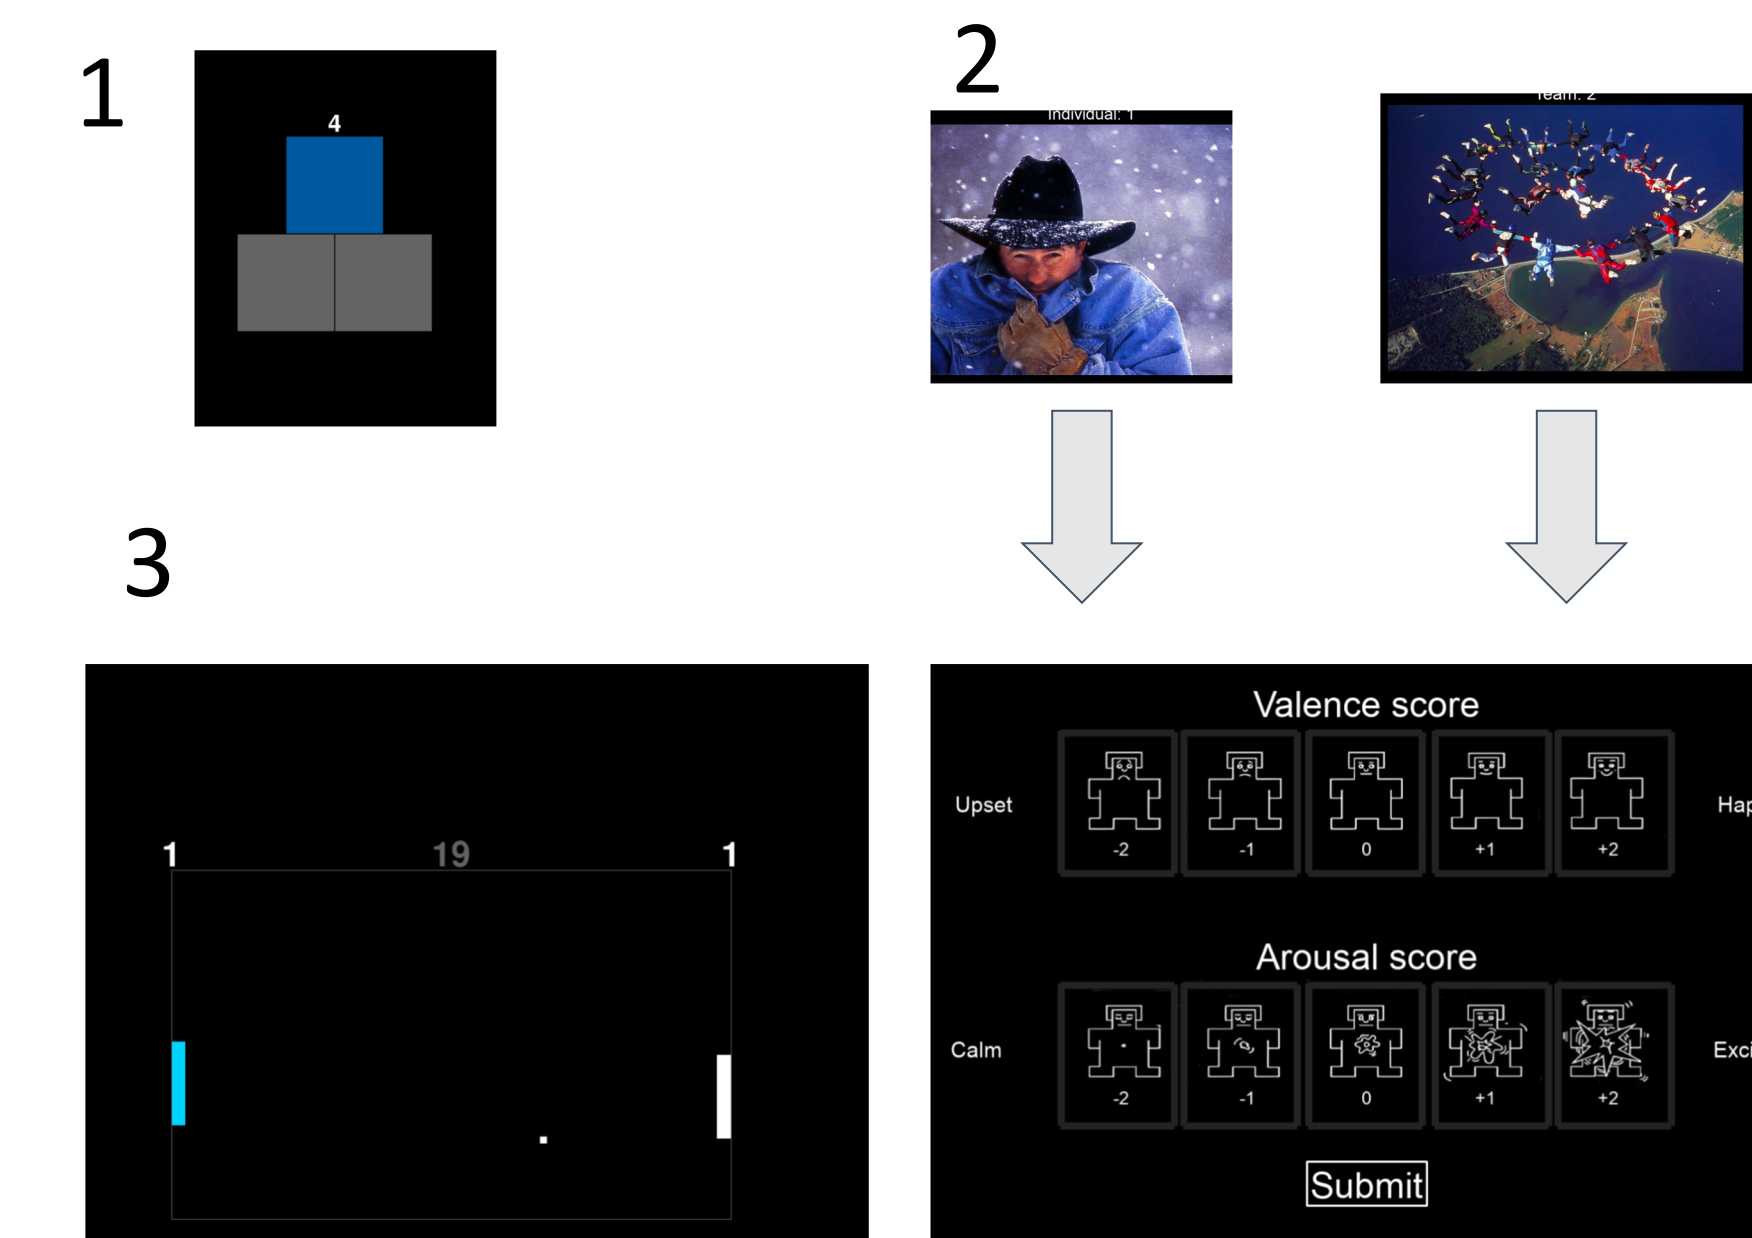 1
4
2
Individual: 1
Team: 2
3
1 19 1
Valence score
Upset
-2 -1 0 +1 +2
Arousal score
Calm
-2 -1 0 +1 +2
Submit